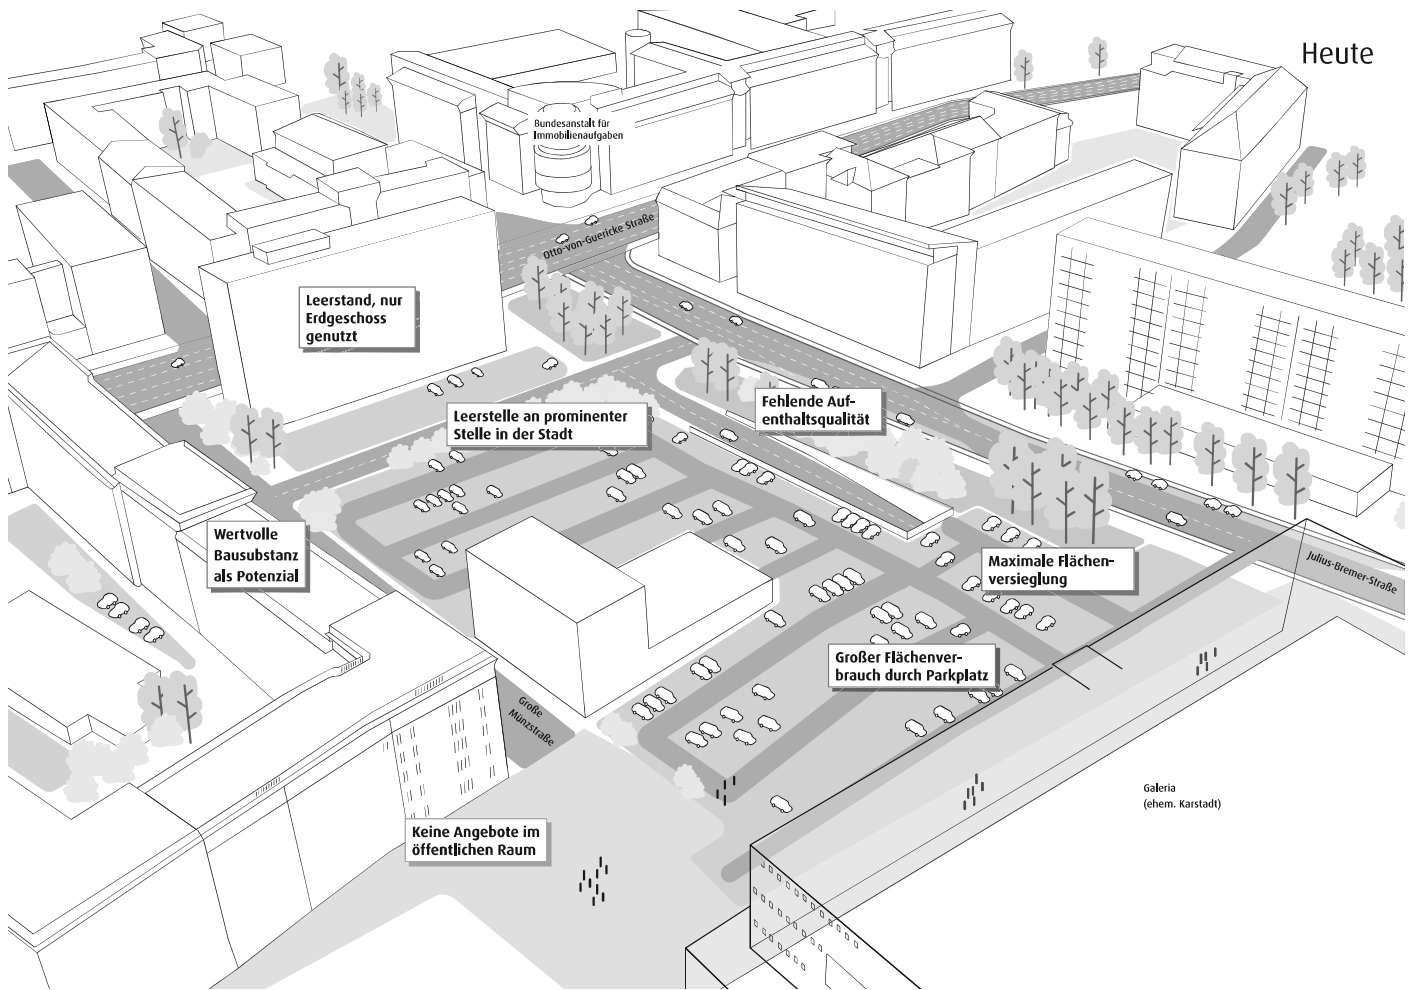 Heute
Bundesanstalt für
Immobilienaufgaben
Otto-von-Guericke Straße
Leerstand, nur
Erdgeschoss
genutzt
Leerstelle an prominenter
Stelle in der Stadt
Fehlende Auf-
enthaltsqualität
Wertvolle
Bausubstanz
als Potenzial
Maximale Flächen-
versieglung
Julius-Bremer-Straße
Großer Flächenver-
brauch durch Parkplatz
Große
Münzstraße
Galeria
(ehem. Karstadt)
Keine Angebote im
öffentlichen Raum